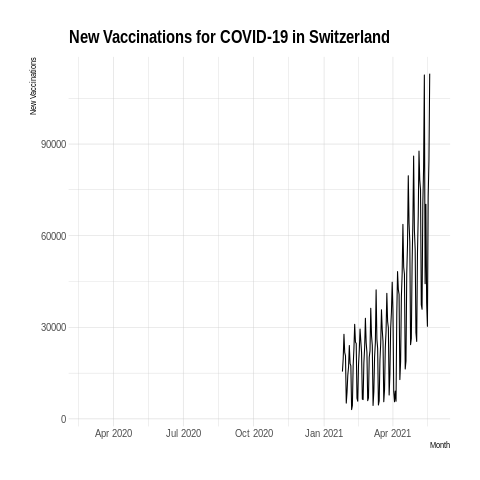 New Vaccinations for COVID-19 in Switzerland
New Vaccinations
90000
60000
30000
0
Apr 2020 Jul 2020 Oct 2020 Jan 2021 Apr 2021
Month